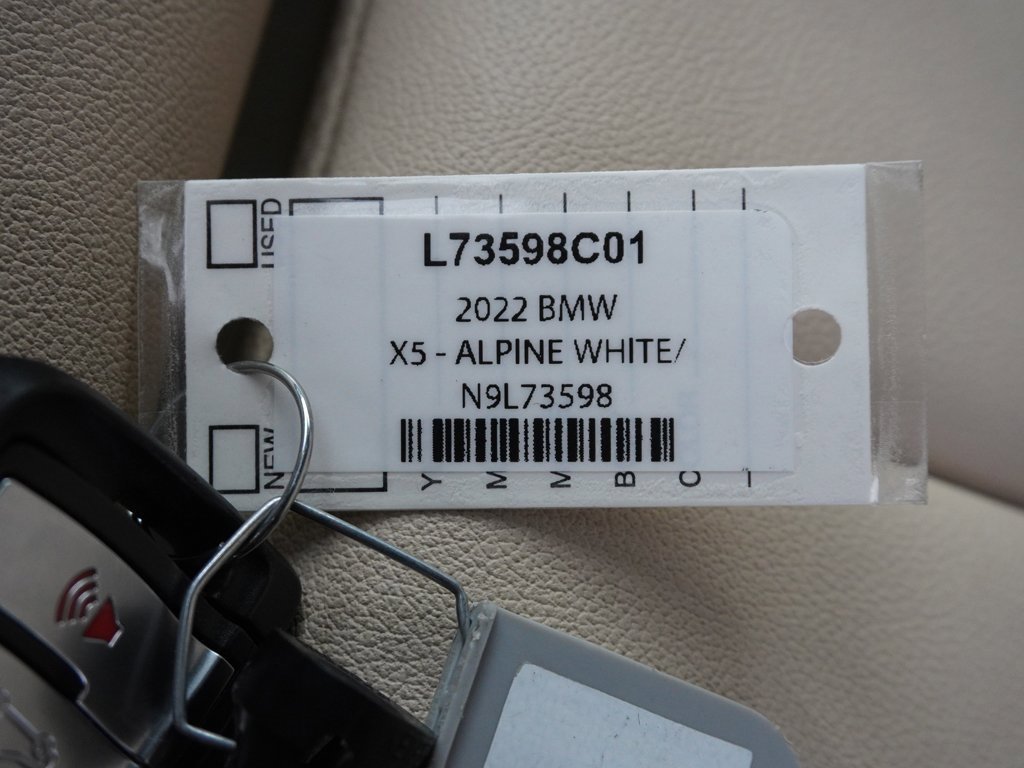 L73598C01
2022 BMW
X5 - ALPINE WHITE/
N9L73598
USED
NEW
Y
M
M
B